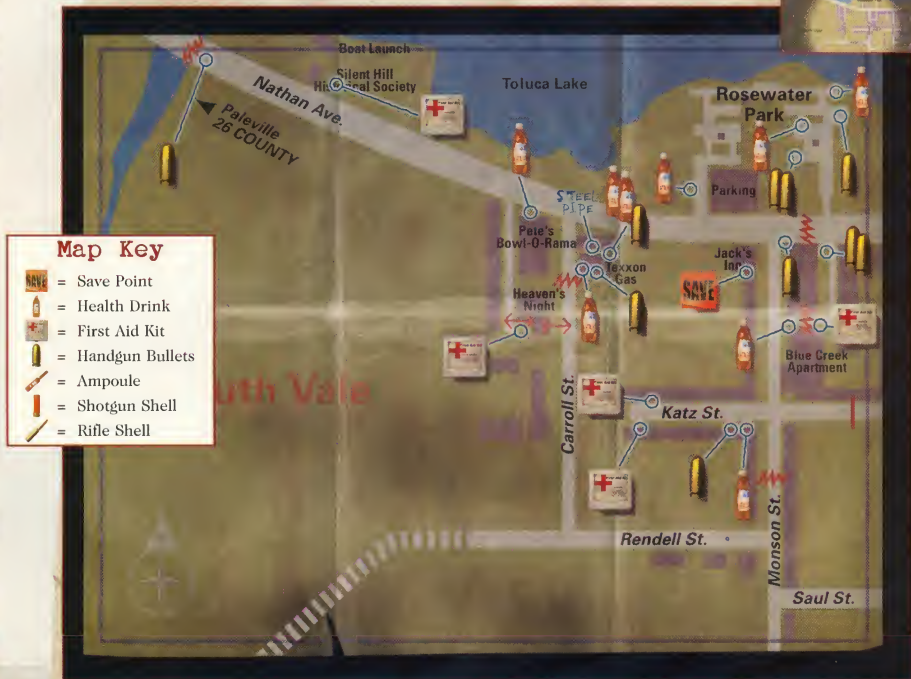 Boat Launch
Silent Hill
Historical Society
Toluca Lake
Nathan Ave.
Paleville
26 COUNTY
Rosewater
Park
Parking
STEEL
PIPE
Pete's
Bowl-O-Rama
Texxon
Gas
Jack's
Inn
SAVE
Heaven's
Night
Blue Creek
Apartment
Map Key
SAVE = Save Point
= Health Drink
= First Aid Kit
= Handgun Bullets
= Ampoule
= Shotgun Shell
= Rifle Shell
uth Vale
Carroll St.
Katz St.
Rendell St.
Monson St.
Saul St.